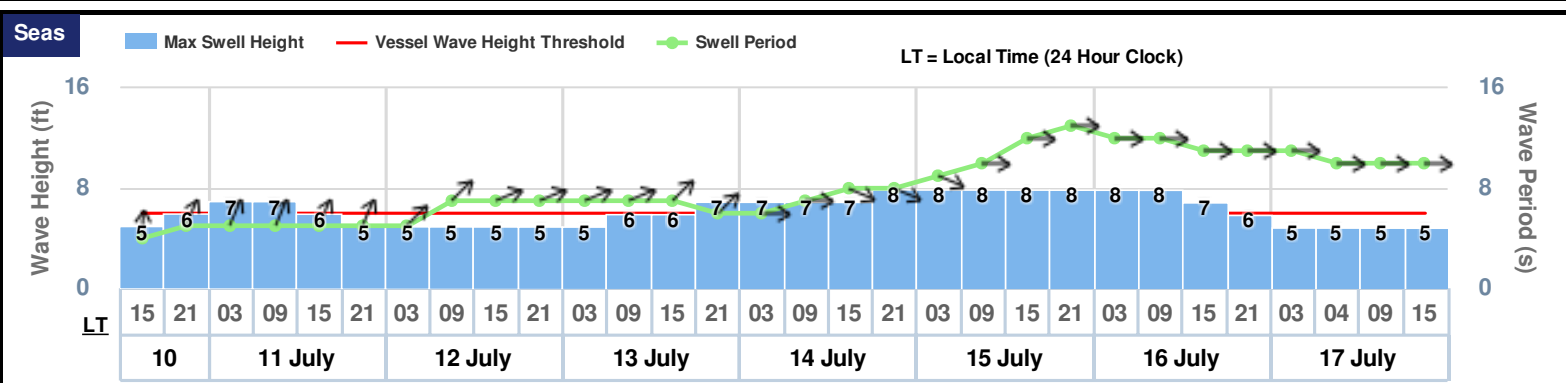 Seas
Max Swell Height Vessel Wave Height Threshold Swell Period
LT = Local Time (24 Hour Clock)
16 16
Wave Height (ft)
Wave Period (s)
8 8
5 6 7 7 6 5 5 5 5 5 5 6 6 7 7 7 7 8 8 8 8 8 8 8 7 6 5 5 5 5
0 0
LT 15 21 03 09 15 21 03 09 15 21 03 09 15 21 03 09 15 21 03 09 15 21 03 09 15 21 03 04 09 15
10 11 July 12 July 13 July 14 July 15 July 16 July 17 July